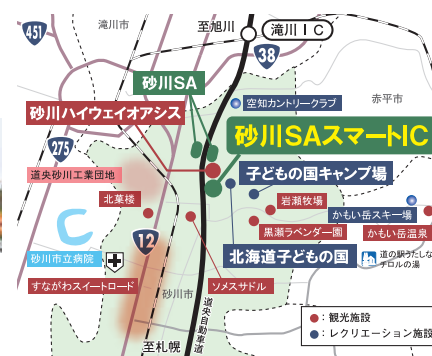 451
滝川市
至旭川
滝川IC
38
砂川SA
砂川ハイウェイオアシス
空知カントリークラブ
赤平市
砂川SAスマートIC
275
道央砂川工業団地
子どもの国キャンプ場
北菓楼
岩瀬牧場
かもい岳スキー場
12
黒瀬ラベンダー園
かもい岳温泉
砂川市立病院
北海道子どもの国
道の駅うたしな
チロルの湯
すながわスイートロード
砂川市
ソメスサドル
道央自動車道
●：観光施設
●：レクリエーション施設
至札幌